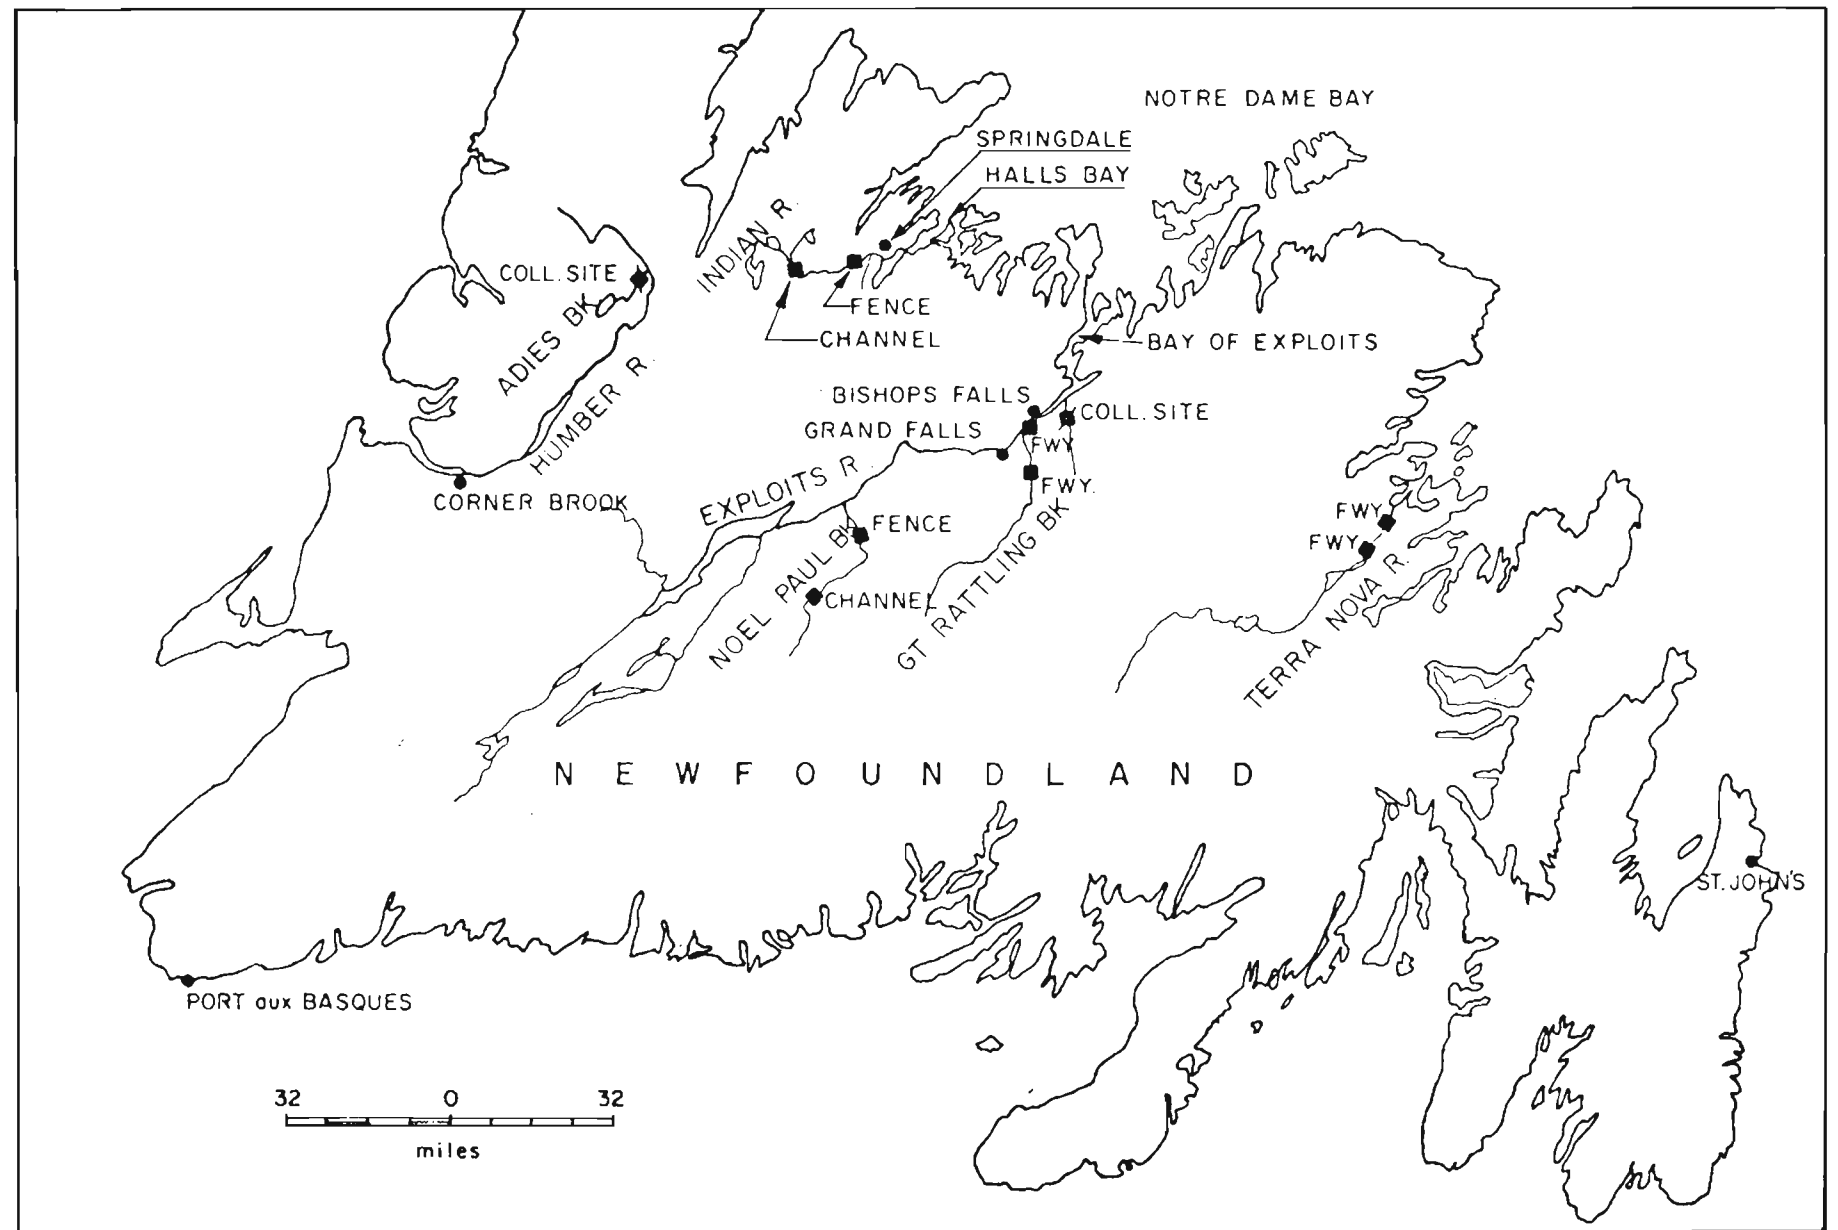 NOTRE DAME BAY
SPRINGDALE
HALLS BAY
INDIAN R.
COLL. SITE
ADIES BK
FENCE
CHANNEL
HUMBER R.
BAY OF EXPLOITS
BISHOPS FALLS
COLL. SITE
GRAND FALLS
FWY
FWY.
EXPLOITS R.
CORNER BROOK
FENCE
FWY
FWY
NOEL PAUL BK
CHANNEL
GT RATTLING BK
TERRA NOVA R.
NEWFOUNDLAND
ST. JOHN'S
PORT aux BASQUES
32 0 32
miles